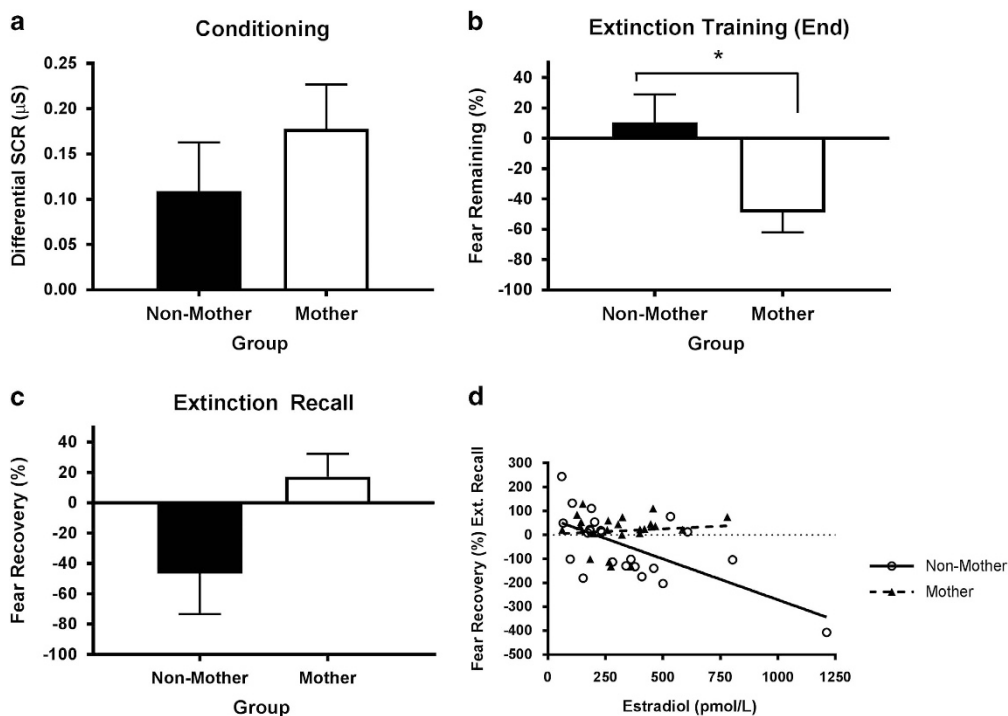 a
Conditioning
Differential SCR (µS)
0.25
0.20
0.15
0.10
0.05
0.00
Non-Mother Mother
Group
b
Extinction Training (End)
*
Fear Remaining (%)
40
20
0
-20
-40
-60
-80
-100
Non-Mother Mother
Group
c
Extinction Recall
Fear Recovery (%)
40
20
0
-20
-40
-60
-80
-100
Non-Mother Mother
Group
d
Fear Recovery (%) Ext. Recall
300
200
100
0
-100
-200
-300
-400
-500
0 250 500 750 1000 1250
Estradiol (pmol/L)
Non-Mother
Mother